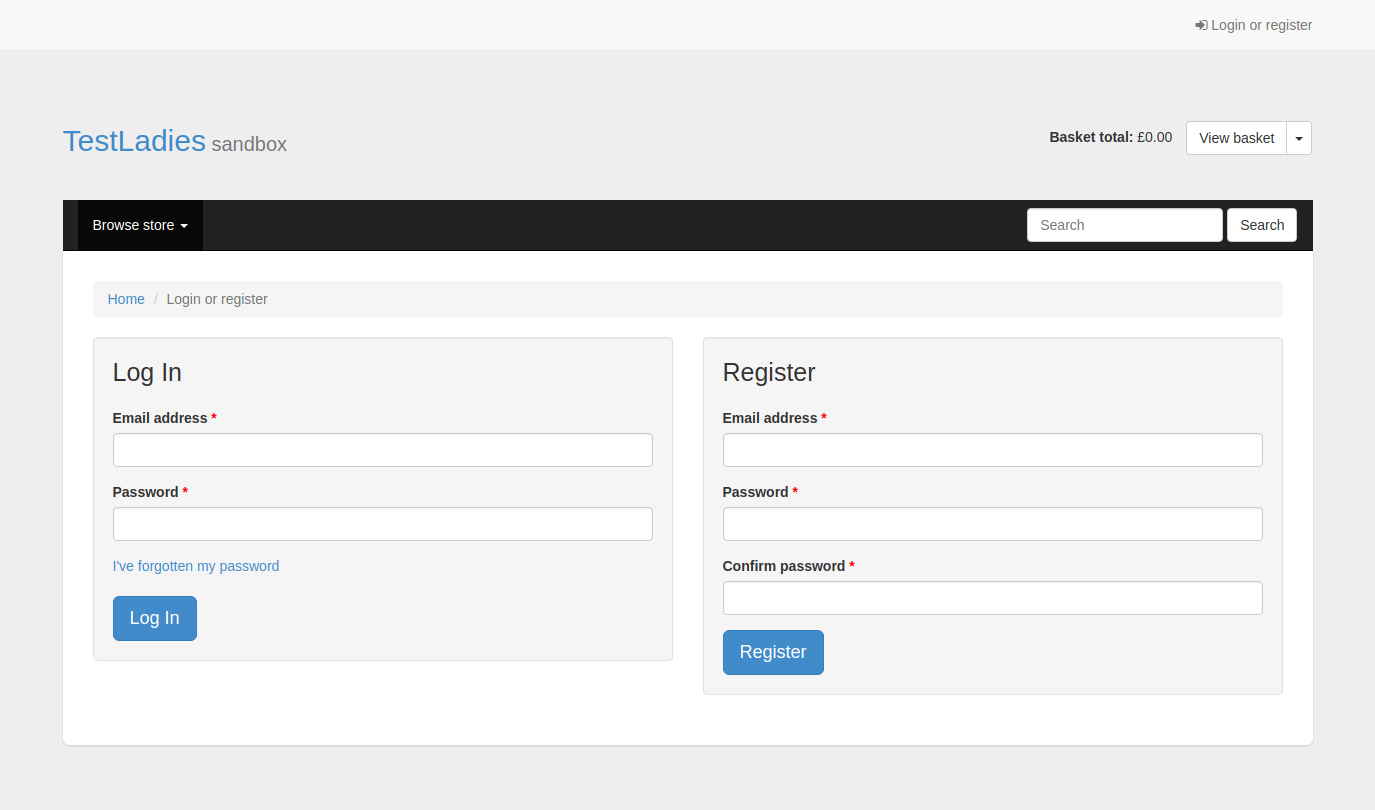 Login or register
TestLadies sandbox
Basket total: £0.00
View basket
Browse store
Search
Search
Home / Login or register
Log In
Email address *
Password *
I've forgotten my password
Log In
Register
Email address *
Password *
Confirm password *
Register